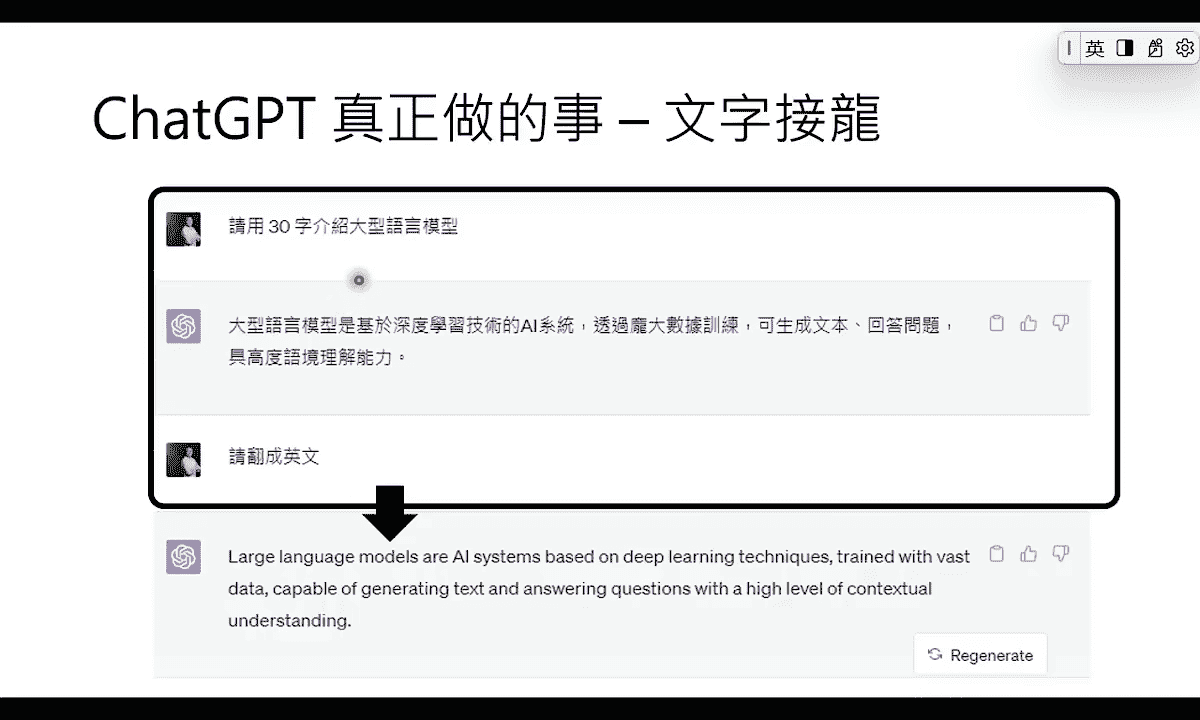 英
ChatGPT 真正做的事 – 文字接龍
請用 30 字介紹大型語言模型
大型語言模型是基於深度學習技術的AI系統，透過龐大數據訓練，可生成文本、回答問題，
具高度語境理解能力。
請翻成英文
Large language models are AI systems based on deep learning techniques, trained with vast
data, capable of generating text and answering questions with a high level of contextual
understanding.
Regenerate